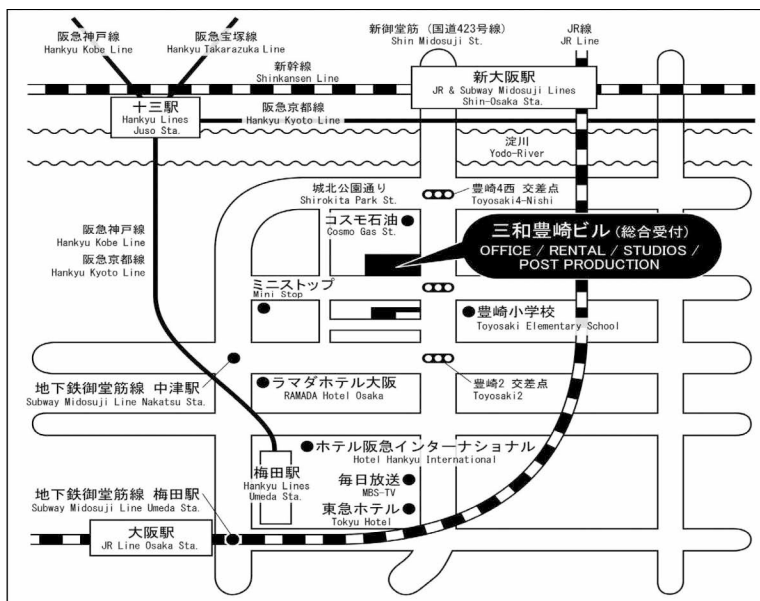 阪急神戸線
Hankyu Kobe Line
阪急宝塚線
Hankyu Takarazuka Line
新御堂筋 (国道423号線)
Shin Midosuji St.
JR線
JR Line
新幹線
Shinkansen Line
新大阪駅
JR & Subway Midosuji Lines
Shin-Osaka Sta.
十三駅
Hankyu Lines
Juso Sta.
阪急京都線
Hankyu Kyoto Line
淀川
Yodo-River
城北公園通り
Shirokita Park St.
豊崎4西 交差点
Toyosaki4-Nishi
コスモ石油
Cosmo Gas St.
三和豊崎ビル (総合受付)
OFFICE / RENTAL / STUDIOS /
POST PRODUCTION
阪急神戸線
Hankyu Kobe Line
阪急京都線
Hankyu Kyoto Line
ミニストップ
Mini Stop
豊崎小学校
Toyosaki Elementary School
地下鉄御堂筋線 中津駅
Subway Midosuji Line Nakatsu Sta.
ラマダホテル大阪
RAMADA Hotel Osaka
豊崎2 交差点
Toyosaki2
ホテル阪急インターナショナル
Hotel Hankyu International
梅田駅
Hankyu Lines
Umeda Sta.
毎日放送
MBS-TV
地下鉄御堂筋線 梅田駅
Subway Midosuji Line Umeda Sta.
東急ホテル
Tokyu Hotel
大阪駅
JR Line Osaka Sta.